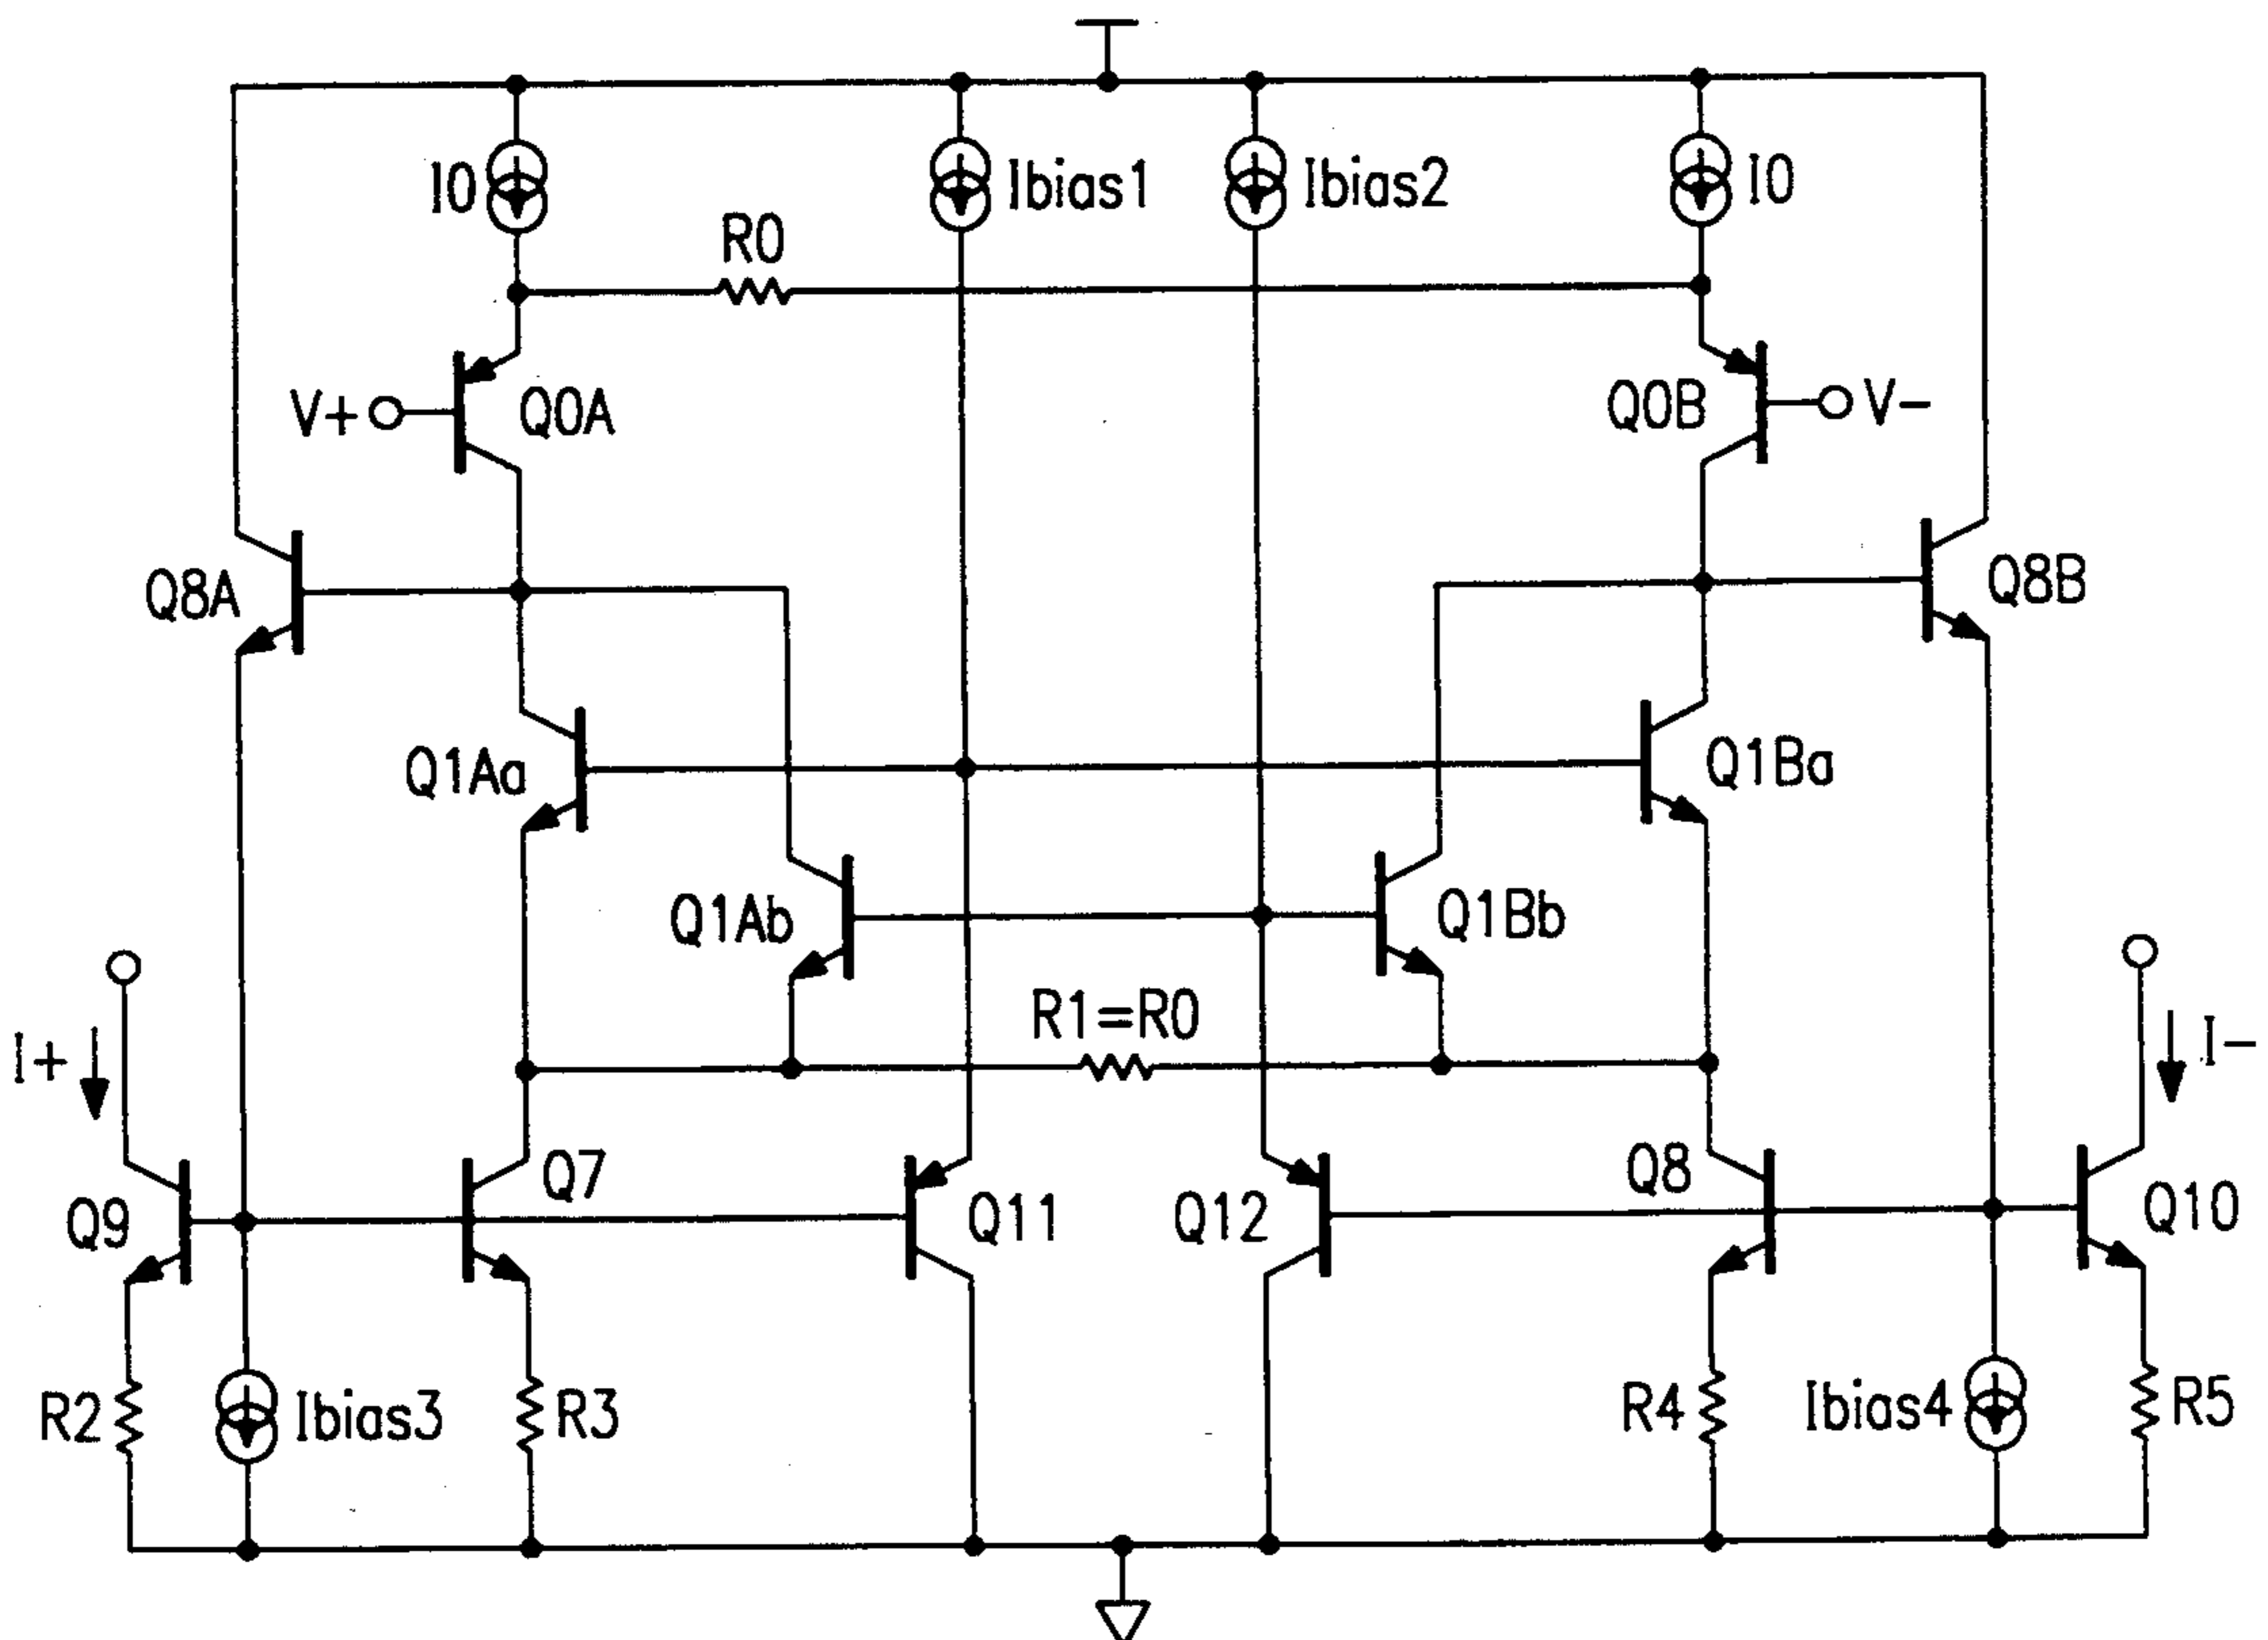 I0
Ibias1
Ibias2
I0
R0
V+
Q0A
Q0B
V-
Q8A
Q8B
Q1Aa
Q1Ba
Q1Ab
Q1Bb
R1=R0
I+
I-
Q9
Q7
Q11
Q12
Q8
Q10
R2
Ibias3
R3
R4
Ibias4
R5